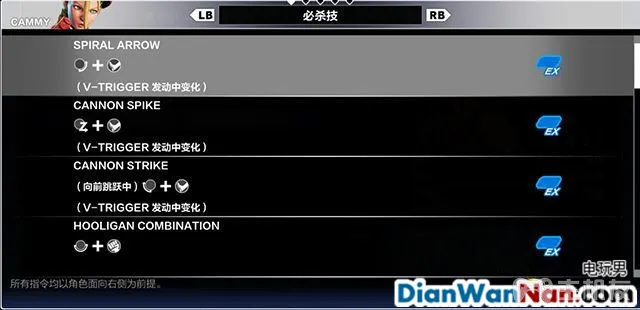 CAMMY
LB 必杀技 RB
SPIRAL ARROW
+
(V-TRIGGER 发动中变化)
EX
CANNON SPIKE
+
(V-TRIGGER 发动中变化)
EX
CANNON STRIKE
(向前跳跃中) +
(V-TRIGGER 发动中变化)
EX
HOOLIGAN COMBINATION
+
EX
所有指令均以角色面向右侧为前提。
电玩男
DianWanNan.com